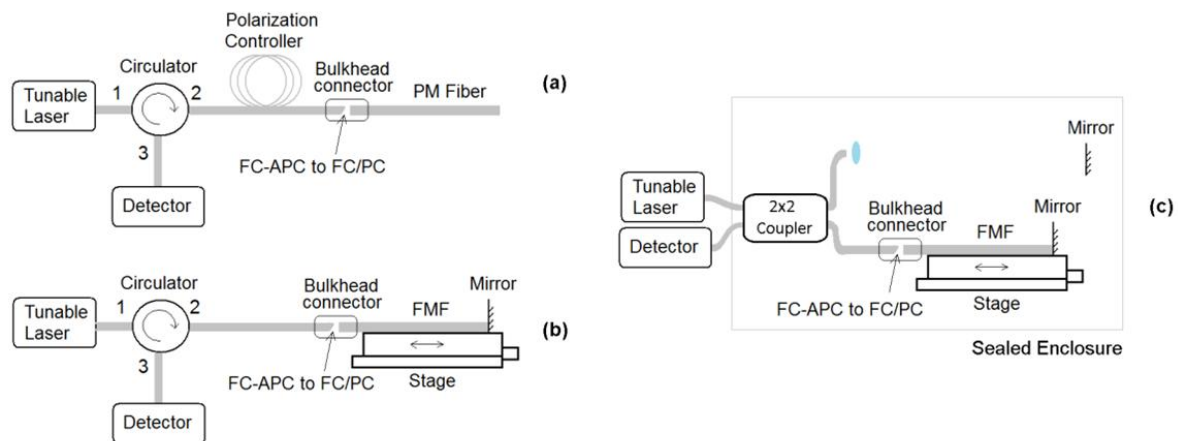 Polarization
Controller
Circulator
Bulkhead
connector
PM Fiber
(a)
Tunable
Laser
1
2
3
FC-APC to FC/PC
Detector
Circulator
Bulkhead
connector
FMF
Mirror
(b)
Tunable
Laser
1
2
3
FC-APC to FC/PC
Stage
Detector
Mirror
Tunable
Laser
2x2
Coupler
Bulkhead
connector
FMF
Mirror
(c)
Detector
FC-APC to FC/PC
Stage
Sealed Enclosure